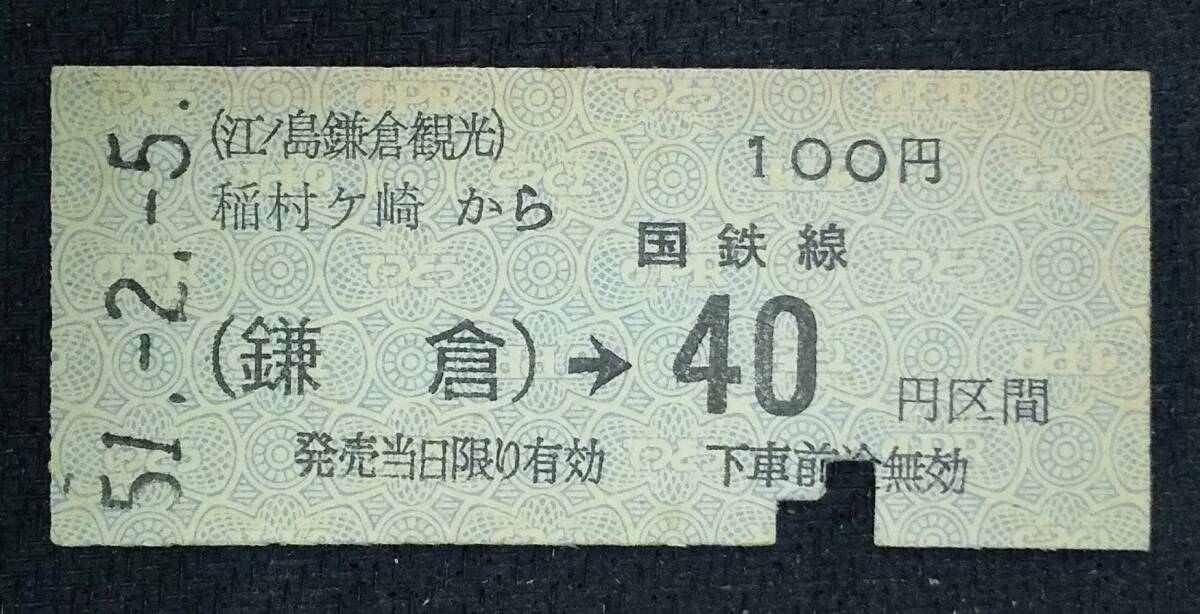 51.-2.-5.
(江ノ島鎌倉観光)
稲村ケ崎 から
100円
国鉄線
(鎌 倉)→40円区間
発売当日限り有効 下車前途無効